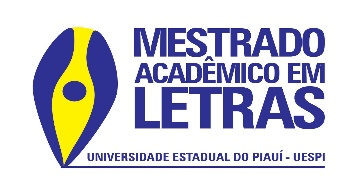 MESTRADO
ACADÊMICO EM
LETRAS
UNIVERSIDADE ESTADUAL DO PIAUÍ - UESPI